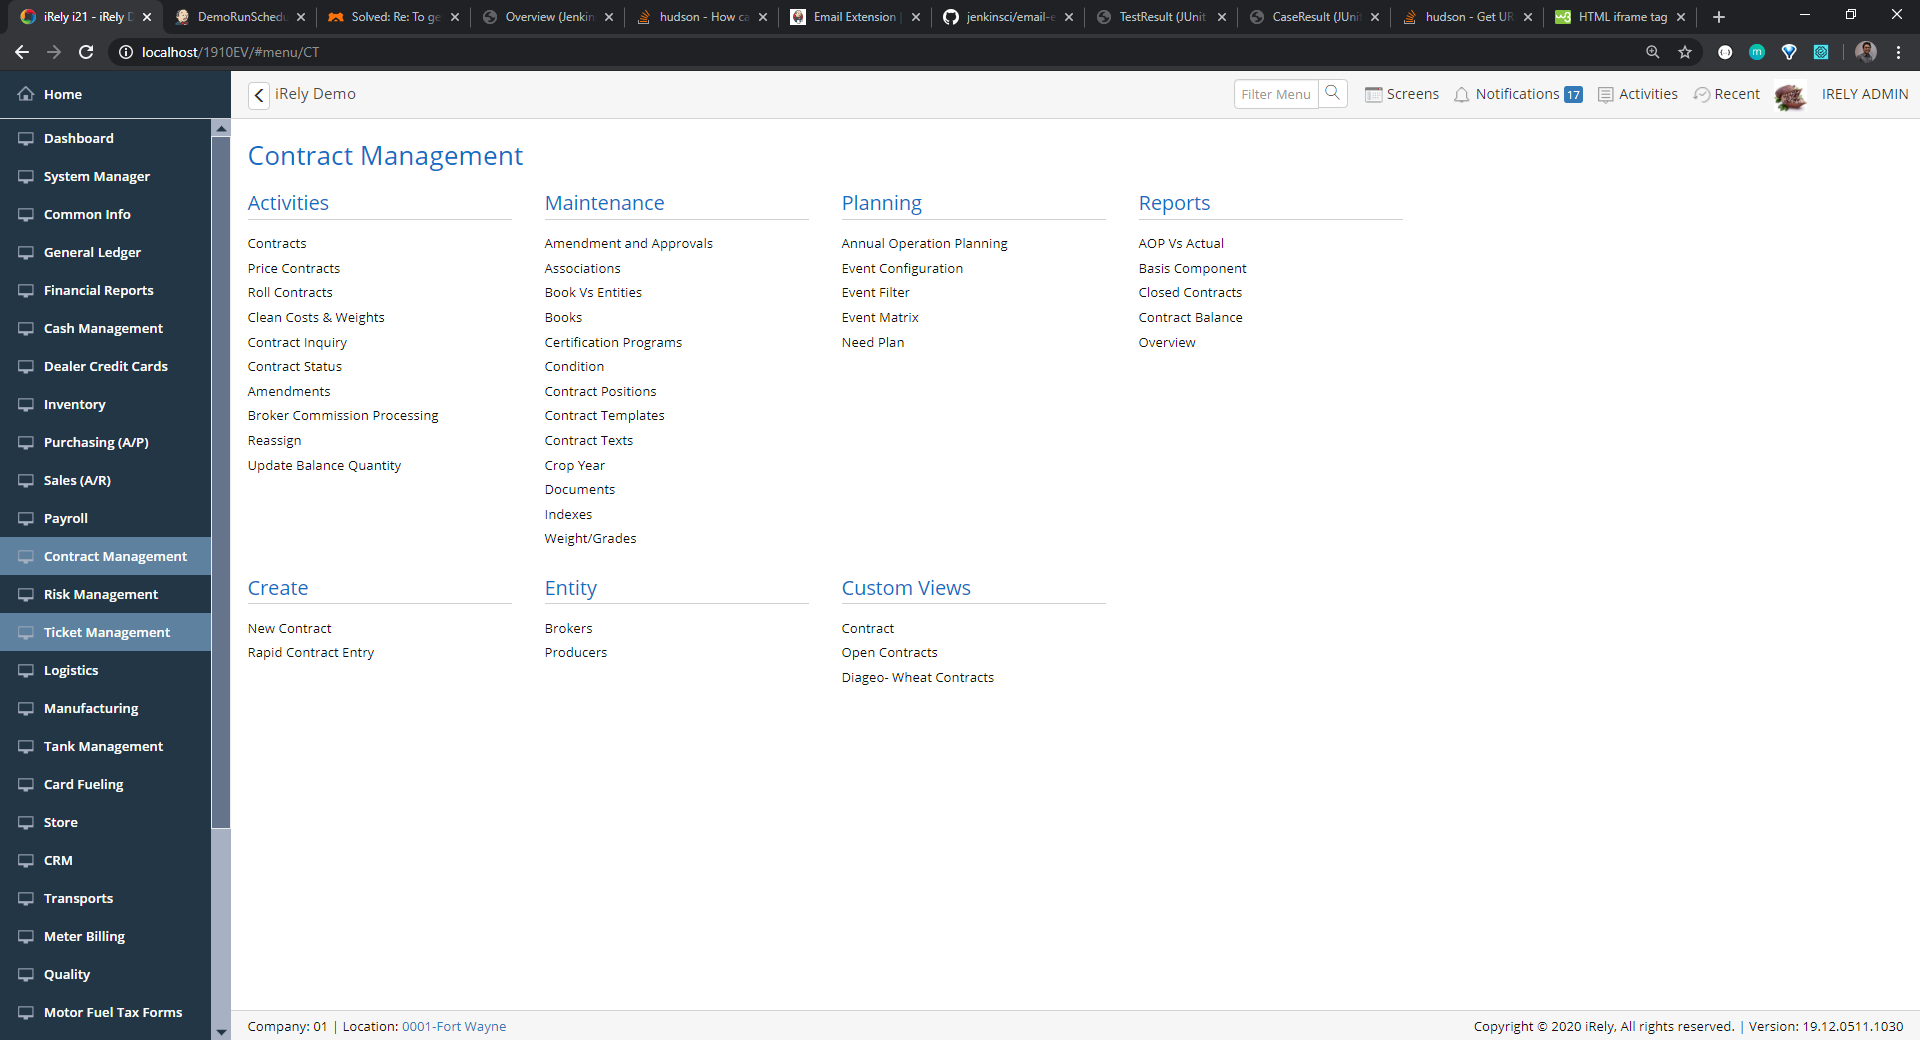 iRely i21 - iRely D
DemoRunSchedu
Solved: Re: To ge
Overview (Jenkin
hudson - How ca
Email Extension |
jenkinsci/email-e
TestResult (JUnit
CaseResult (JUnit
hudson - Get UR
HTML iframe tag
localhost/1910EV/#menu/CT
Home
iRely Demo
Filter Menu
Screens
Notifications 17
Activities
Recent
IRELY ADMIN
Dashboard
System Manager
Common Info
General Ledger
Financial Reports
Cash Management
Dealer Credit Cards
Inventory
Purchasing (A/P)
Sales (A/R)
Payroll
Contract Management
Risk Management
Ticket Management
Logistics
Manufacturing
Tank Management
Card Fueling
Store
CRM
Transports
Meter Billing
Quality
Motor Fuel Tax Forms
Contract Management
Activities
Contracts
Price Contracts
Roll Contracts
Clean Costs & Weights
Contract Inquiry
Contract Status
Amendments
Broker Commission Processing
Reassign
Update Balance Quantity
Maintenance
Amendment and Approvals
Associations
Book Vs Entities
Books
Certification Programs
Condition
Contract Positions
Contract Templates
Contract Texts
Crop Year
Documents
Indexes
Weight/Grades
Planning
Annual Operation Planning
Event Configuration
Event Filter
Event Matrix
Need Plan
Reports
AOP Vs Actual
Basis Component
Closed Contracts
Contract Balance
Overview
Create
New Contract
Rapid Contract Entry
Entity
Brokers
Producers
Custom Views
Contract
Open Contracts
Diageo- Wheat Contracts
Company: 01 | Location: 0001-Fort Wayne
Copyright © 2020 iRely, All rights reserved. | Version: 19.12.0511.1030